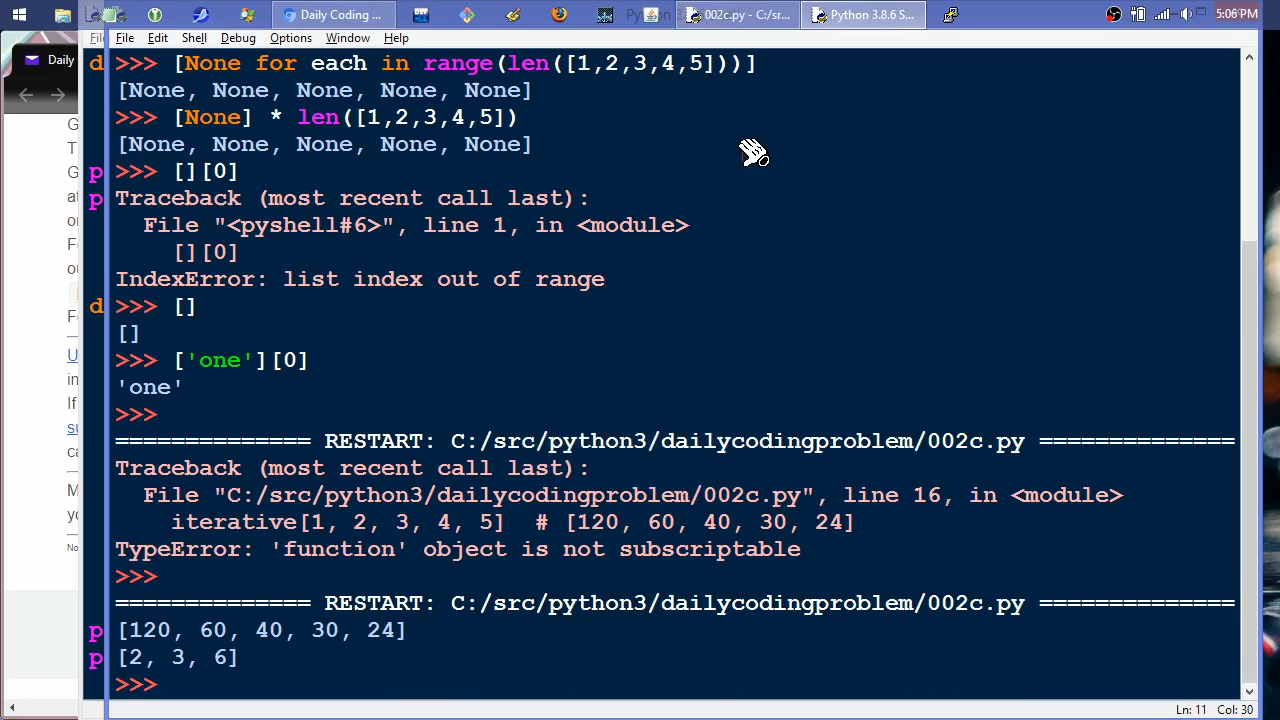 Daily Coding ...
002c.py - C:/sr...
Python 3.8.6 S...
5:06 PM
File Edit Shell Debug Options Window Help
Daily
>>> [None for each in range(len([1,2,3,4,5]))]
[None, None, None, None, None]
>>> [None] * len([1,2,3,4,5])
[None, None, None, None, None]
>>> [][0]
Traceback (most recent call last):
File "<pyshell#6>", line 1, in <module>
[][0]
IndexError: list index out of range
>>> []
[]
>>> ['one'][0]
'one'
>>>
============== RESTART: C:/src/python3/dailycodingproblem/002c.py ==============
Traceback (most recent call last):
File "C:/src/python3/dailycodingproblem/002c.py", line 16, in <module>
iterative[1, 2, 3, 4, 5]  # [120, 60, 40, 30, 24]
TypeError: 'function' object is not subscriptable
>>>
============== RESTART: C:/src/python3/dailycodingproblem/002c.py ==============
[120, 60, 40, 30, 24]
[2, 3, 6]
>>>
Ln: 11 Col: 30